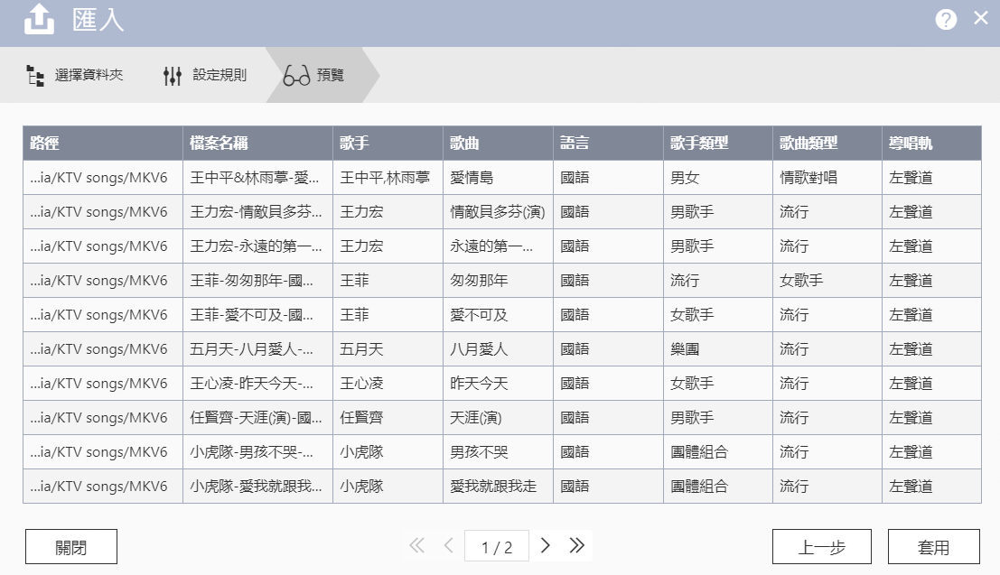 匯入
選擇資料夾 設定規則 預覽
路徑 檔案名稱 歌手 歌曲 語言 歌手類型 歌曲類型 導唱軌
...ia/KTV songs/MKV6 王中平&林雨葶-愛... 王中平,林雨葶 愛情島 國語 男女 情歌對唱 左聲道
...ia/KTV songs/MKV6 王力宏-情敵貝多芬... 王力宏 情敵貝多芬(演) 國語 男歌手 流行 左聲道
...ia/KTV songs/MKV6 王力宏-永遠的第一... 王力宏 永遠的第一... 國語 男歌手 流行 左聲道
...ia/KTV songs/MKV6 王菲-匆匆那年-國... 王菲 匆匆那年 國語 流行 女歌手 左聲道
...ia/KTV songs/MKV6 王菲-愛不可及-國... 王菲 愛不可及 國語 女歌手 流行 左聲道
...ia/KTV songs/MKV6 五月天-八月愛人-... 五月天 八月愛人 國語 樂團 流行 左聲道
...ia/KTV songs/MKV6 王心凌-昨天今天-... 王心凌 昨天今天 國語 女歌手 流行 左聲道
...ia/KTV songs/MKV6 任賢齊-天涯(演)-國... 任賢齊 天涯(演) 國語 男歌手 流行 左聲道
...ia/KTV songs/MKV6 小虎隊-男孩不哭-... 小虎隊 男孩不哭 國語 團體組合 流行 左聲道
...ia/KTV songs/MKV6 小虎隊-愛我就跟我... 小虎隊 愛我就跟我走 國語 團體組合 流行 左聲道
關閉 1 / 2 上一步 套用